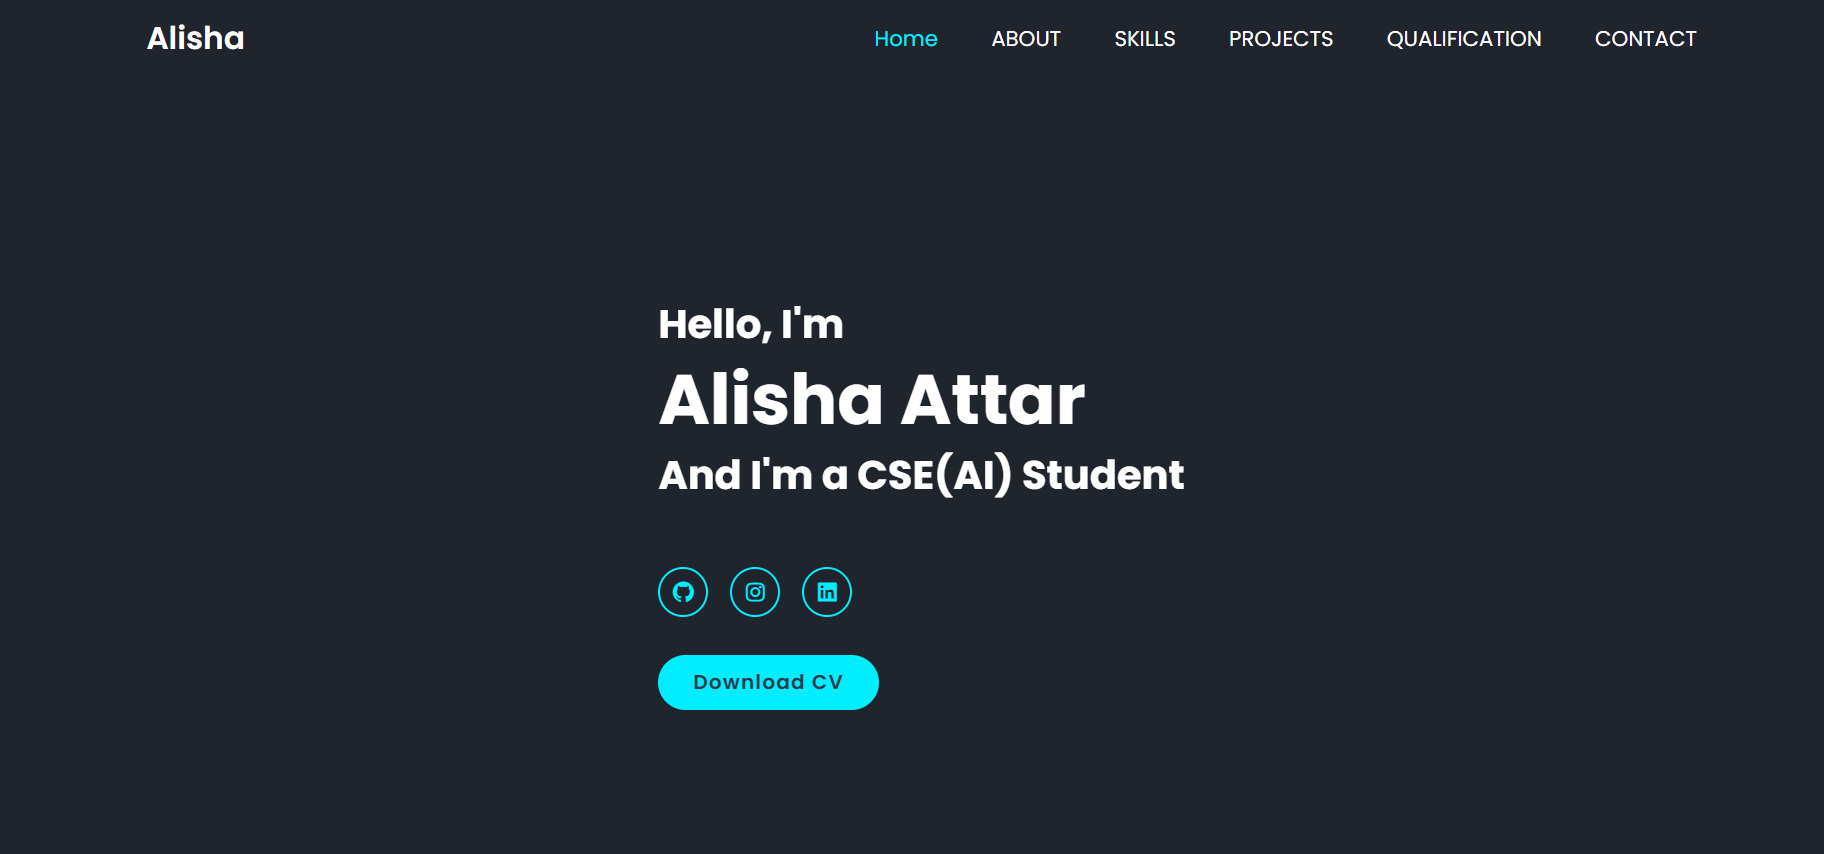 Alisha
Home ABOUT SKILLS PROJECTS QUALIFICATION CONTACT
Hello, I'm
Alisha Attar
And I'm a CSE(AI) Student
Download CV